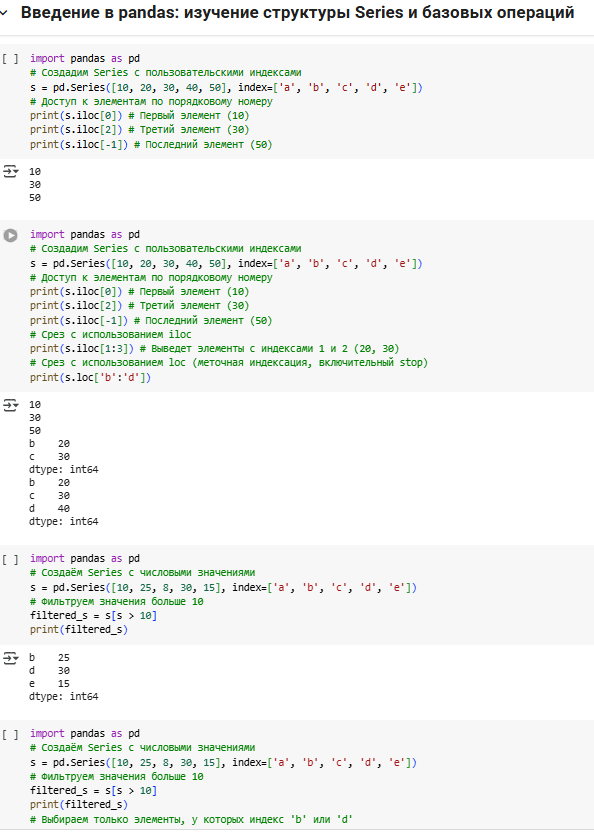 Введение в pandas: изучение структуры Series и базовых операций
[ ] import pandas as pd
# Создадим Series с пользовательскими индексами
s = pd.Series([10, 20, 30, 40, 50], index=['a', 'b', 'c', 'd', 'e'])
# Доступ к элементам по порядковому номеру
print(s.iloc[0]) # Первый элемент (10)
print(s.iloc[2]) # Третий элемент (30)
print(s.iloc[-1]) # Последний элемент (50)
10
30
50
import pandas as pd
# Создадим Series с пользовательскими индексами
s = pd.Series([10, 20, 30, 40, 50], index=['a', 'b', 'c', 'd', 'e'])
# Доступ к элементам по порядковому номеру
print(s.iloc[0]) # Первый элемент (10)
print(s.iloc[2]) # Третий элемент (30)
print(s.iloc[-1]) # Последний элемент (50)
# Срез с использованием iloc
print(s.iloc[1:3]) # Выведет элементы с индексами 1 и 2 (20, 30)
# Срез с использованием loc (меточная индексация, включительный stop)
print(s.loc['b':'d'])
10
30
50
b    20
c    30
dtype: int64
b    20
c    30
d    40
dtype: int64
[ ] import pandas as pd
# Создаём Series с числовыми значениями
s = pd.Series([10, 25, 8, 30, 15], index=['a', 'b', 'c', 'd', 'e'])
# Фильтруем значения больше 10
filtered_s = s[s > 10]
print(filtered_s)
b    25
d    30
e    15
dtype: int64
[ ] import pandas as pd
# Создаём Series с числовыми значениями
s = pd.Series([10, 25, 8, 30, 15], index=['a', 'b', 'c', 'd', 'e'])
# Фильтруем значения больше 10
filtered_s = s[s > 10]
print(filtered_s)
# Выбираем только элементы, у которых индекс 'b' или 'd'